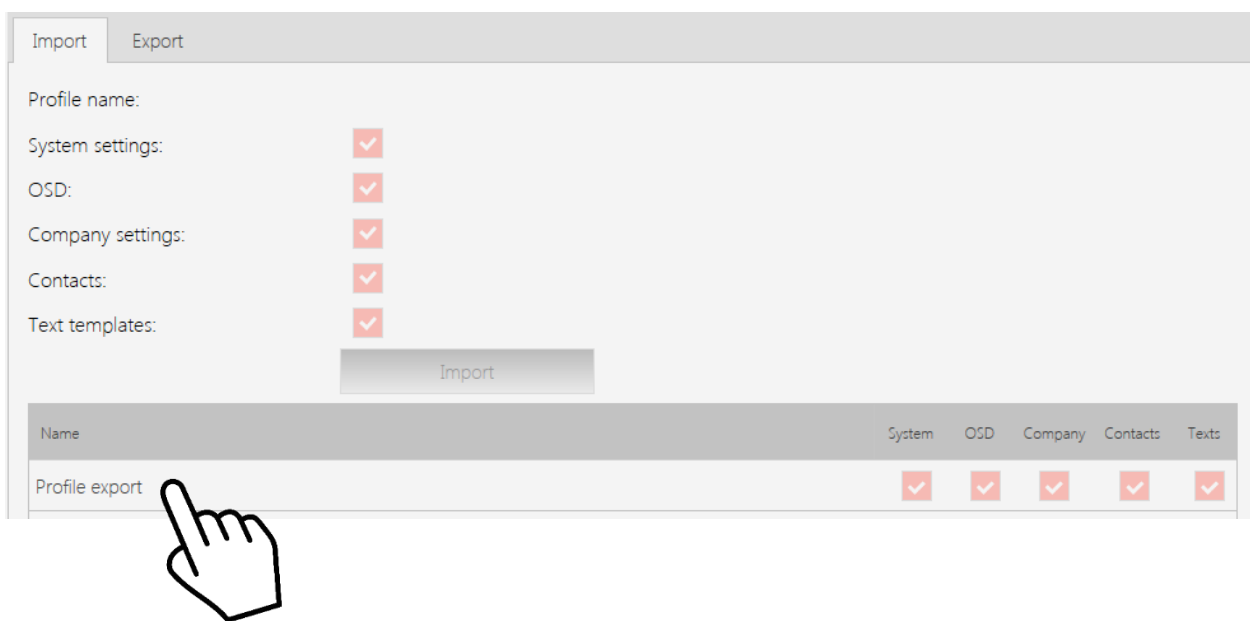 Import Export
Profile name:
System settings:
OSD:
Company settings:
Contacts:
Text templates:
Import
Name System OSD Company Contacts Texts
Profile export